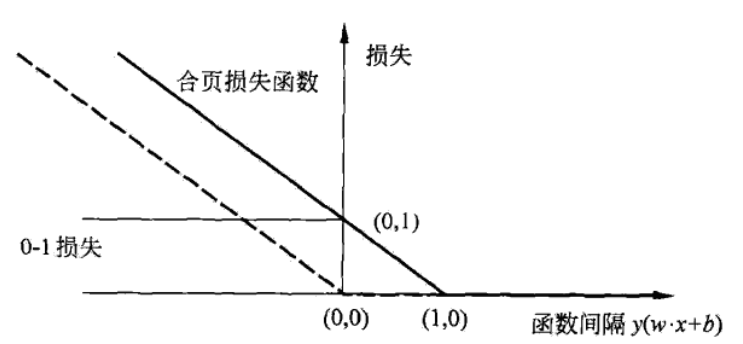 损失
合页损失函数
(0,1)
0-1 损失
(0,0)
(1,0)
函数间隔 y(w·x+b)